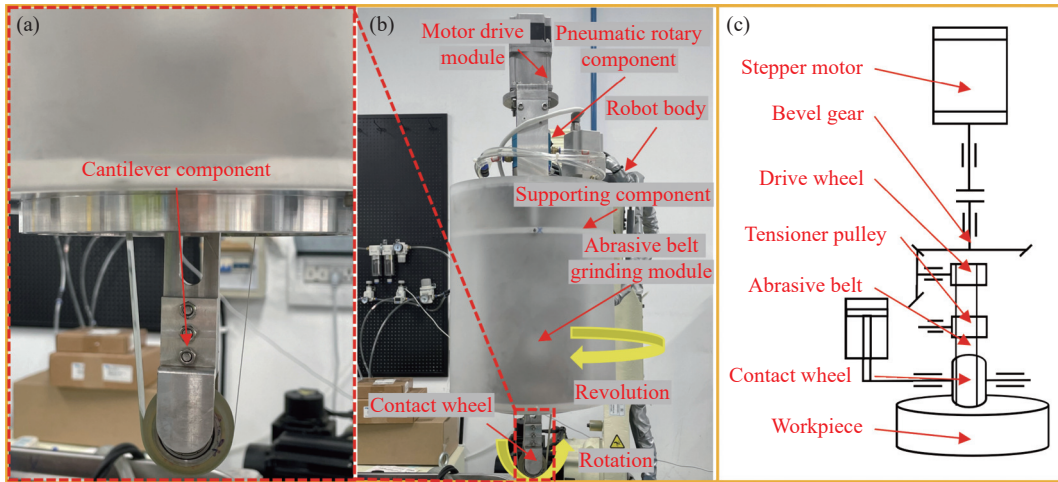 (a)
Cantilever component
(b)
Motor drive
module
Pneumatic rotary
component
Robot body
Supporting component
Abrasive belt
grinding module
Revolution
Contact wheel
Rotation
(c)
Stepper motor
Bevel gear
Drive wheel
Tensioner pulley
Abrasive belt
Contact wheel
Workpiece